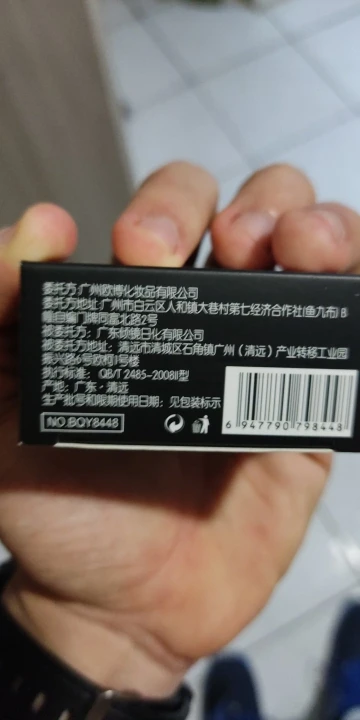 委托方:广州欧博化妆品有限公司
委托方地址:广州市白云区人和镇大巷村第七经济合作社(鱼九布) B
幢自编门牌同富北路2号
被委托方：广东倾镜日化有限公司
被委托方地址：清远市清城区石角镇广州（清远）产业转移工业园
振兴路6号欧柯1号楼
执行标准：QB/T 2485-2008II型
产地：广东·清远
生产批号和限期使用日期：见包装标示
NO.BQY8448
6 947790 798448